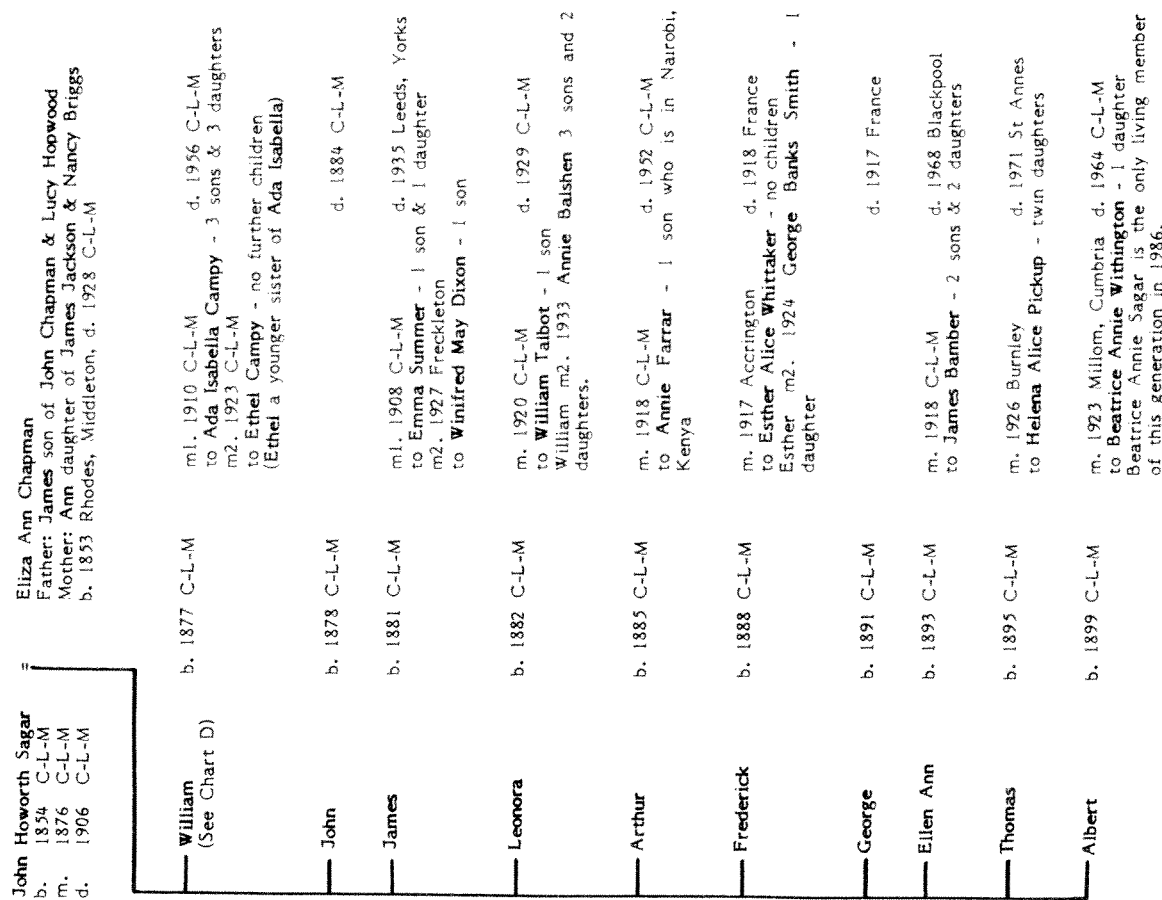 John Howorth Sagar = Eliza Ann Chapman
b. 1854 C-L-M Father: James son of John Chapman & Lucy Hopwood
m. 1876 C-L-M Mother: Ann daughter of James Jackson & Nancy Briggs
d. 1906 C-L-M b. 1853 Rhodes, Middleton, d. 1928 C-L-M
William b. 1877 C-L-M m1. 1910 C-L-M d. 1956 C-L-M
(See Chart D) to Ada Isabella Campy - 3 sons & 3 daughters
m2. 1923 C-L-M
to Ethel Campy - no further children
(Ethel a younger sister of Ada Isabella)
John b. 1878 C-L-M d. 1884 C-L-M
James b. 1881 C-L-M m1. 1908 C-L-M d. 1935 Leeds, Yorks
to Emma Summer - 1 son & 1 daughter
m2. 1927 Freckleton
to Winifred May Dixon - 1 son
Leonora b. 1882 C-L-M m. 1920 C-L-M d. 1929 C-L-M
to William Talbot - 1 son
William m2. 1933 Annie Balshen 3 sons and 2
daughters.
Arthur b. 1885 C-L-M m. 1918 C-L-M d. 1952 C-L-M
to Annie Farrar - 1 son who is in Nairobi,
Kenya
Frederick b. 1888 C-L-M m. 1917 Accrington d. 1918 France
to Esther Alice Whittaker - no children
Esther m2. 1924 George Banks Smith - 1
daughter
George b. 1891 C-L-M d. 1917 France
Ellen Ann b. 1893 C-L-M m. 1918 C-L-M d. 1968 Blackpool
to James Bamber - 2 sons & 2 daughters
Thomas b. 1895 C-L-M m. 1926 Burnley d. 1971 St Annes
to Helena Alice Pickup - twin daughters
Albert b. 1899 C-L-M m. 1923 Millom, Cumbria d. 1964 C-L-M
to Beatrice Annie Withington - 1 daughter
Beatrice Annie Sagar is the only living member
of this generation in 1986.